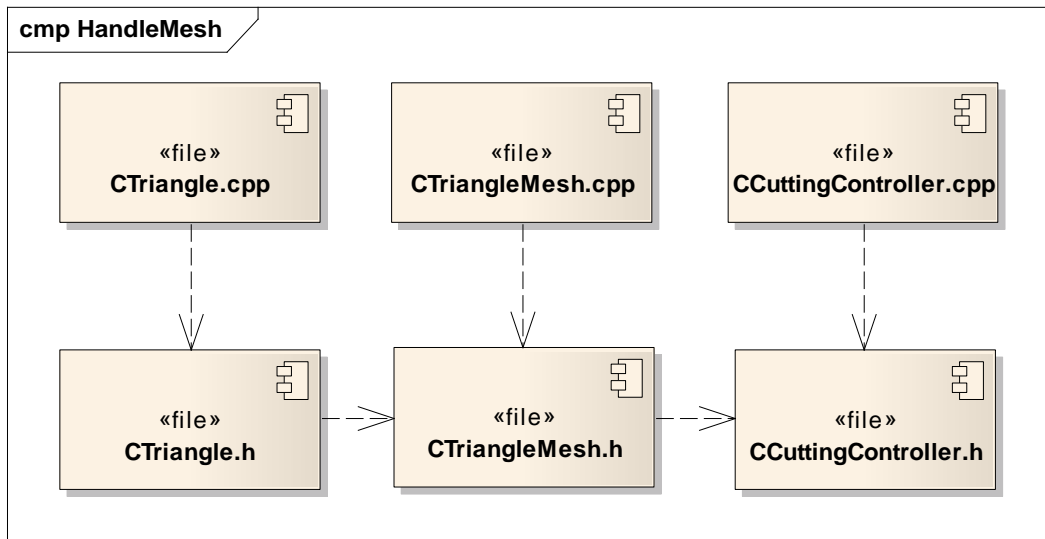 cmp HandleMesh
«file»
CTriangle.cpp
«file»
CTriangleMesh.cpp
«file»
CCuttingController.cpp
«file»
CTriangle.h
«file»
CTriangleMesh.h
«file»
CCuttingController.h